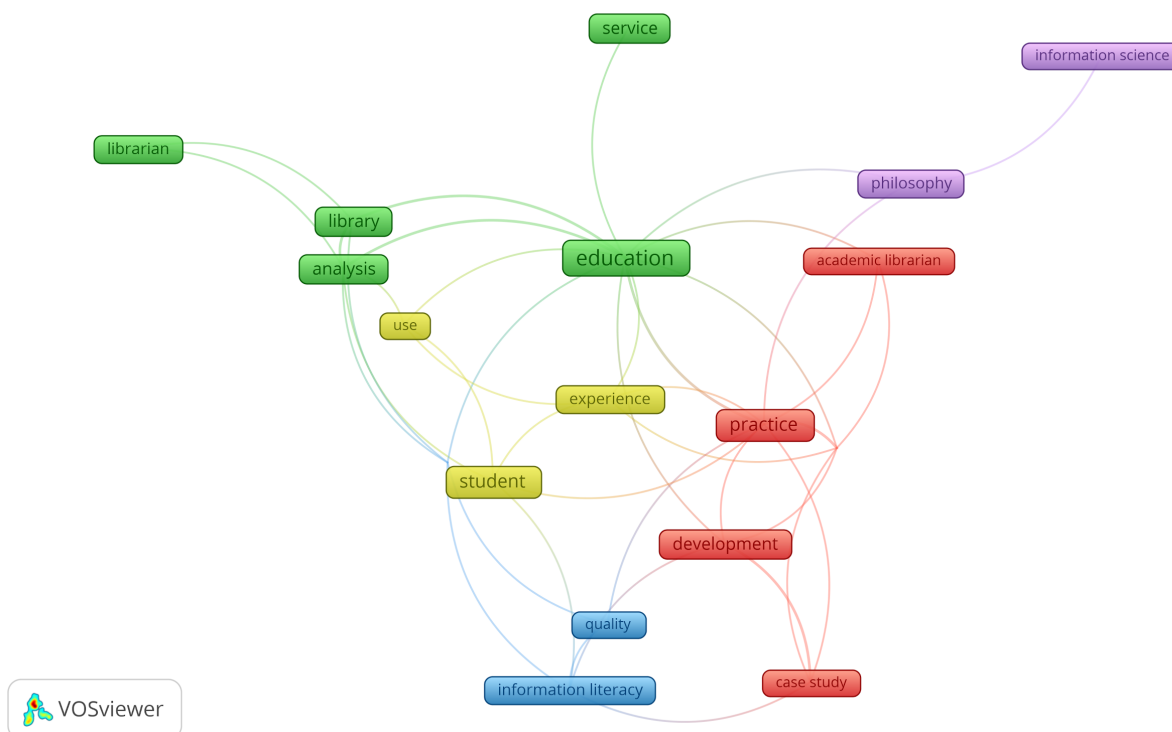 service
information science
librarian
philosophy
library
education
academic librarian
analysis
use
experience
practice
student
development
quality
information literacy
case study
VOSviewer